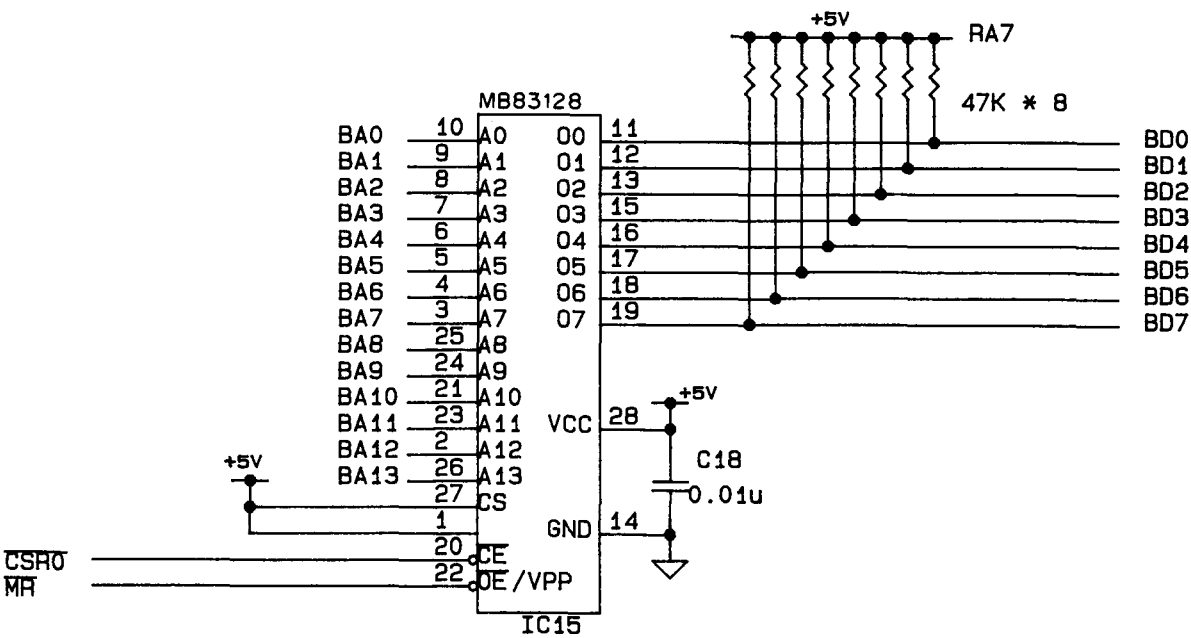 +5V
RA7
MB83128
47K * 8
BA0 10 A0 O0 11 BD0
BA1 9 A1 O1 12 BD1
BA2 8 A2 O2 13 BD2
BA3 7 A3 O3 15 BD3
BA4 6 A4 O4 16 BD4
BA5 5 A5 O5 17 BD5
BA6 4 A6 O6 18 BD6
BA7 3 A7 O7 19 BD7
BA8 25 A8
BA9 24 A9
BA10 21 A10
+5V
BA11 23 A11 VCC 28
BA12 2 A12
C18
+5V
BA13 26 A13
0.01u
27 CS
1
GND 14
CSR0 20 CE
MR 22 OE/VPP
IC15